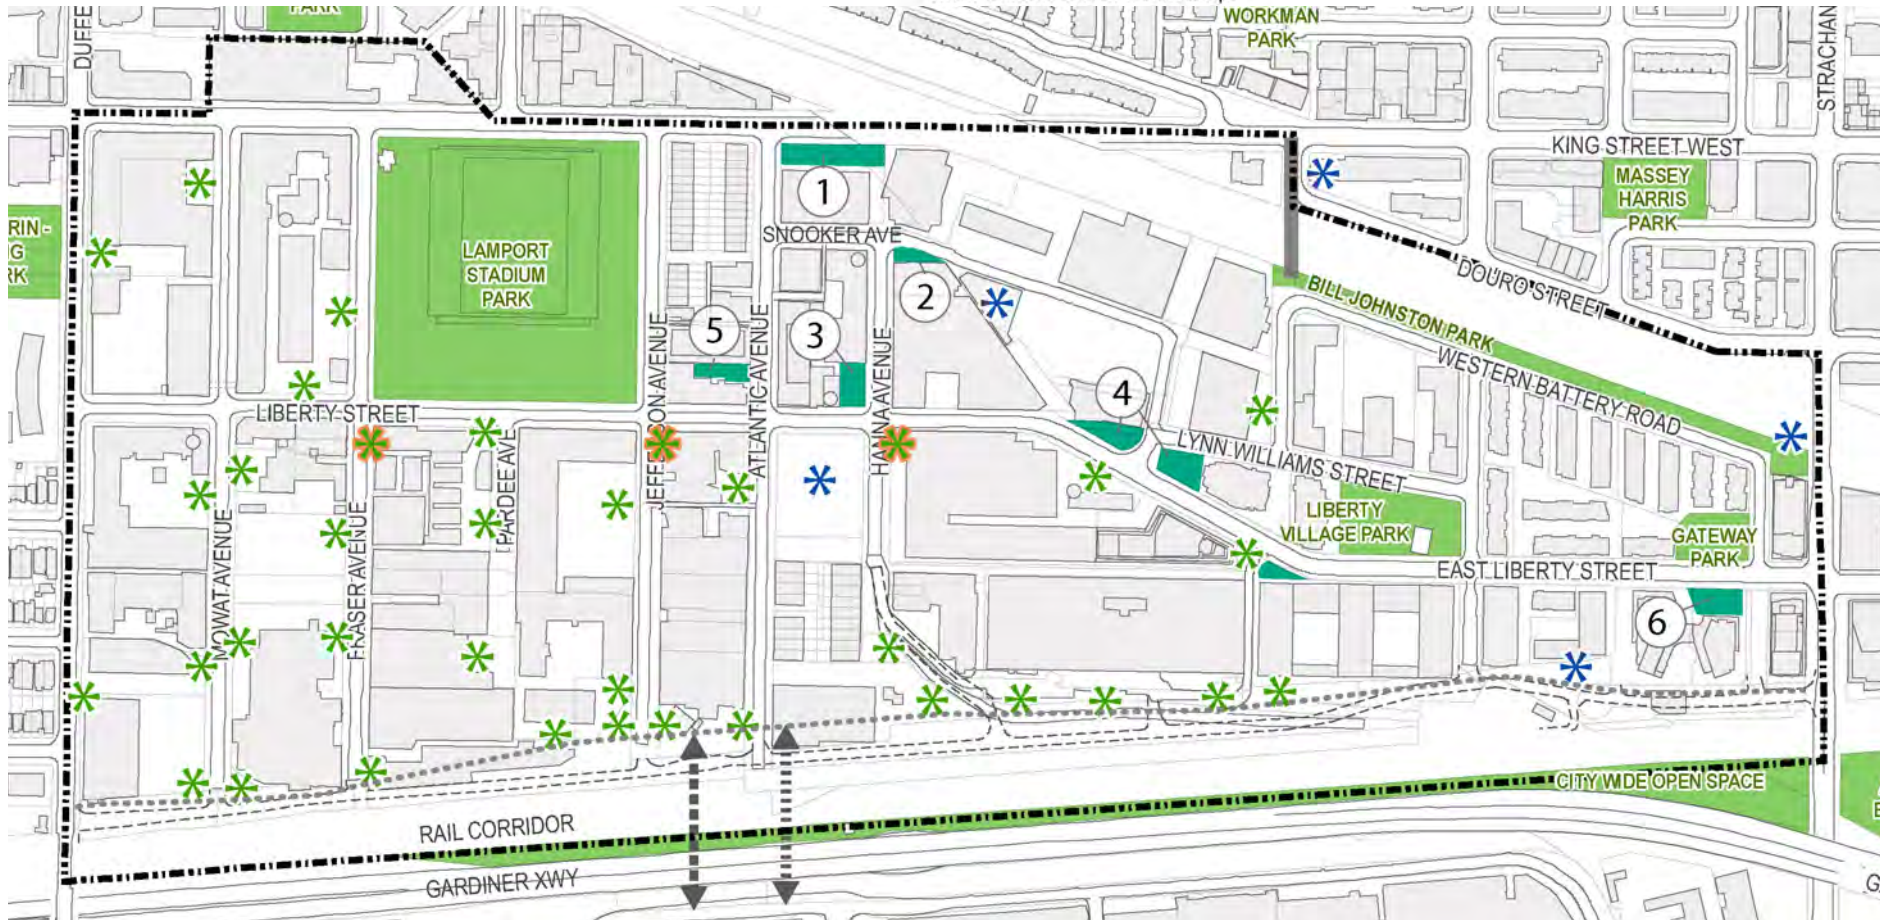 PARK
WORKMAN
PARK
DUFFE
STRACHAN
KING STREET WEST
MASSEY
HARRIS
PARK
1
RIN -
G
RK
LAMPORT
STADIUM
PARK
SNOOKER AVE
2
DOURO STREET
BILL JOHNSTON PARK
5
3
JEFFERSON AVENUE
ATLANTIC AVENUE
HANNA AVENUE
WESTERN BATTERY ROAD
4
LIBERTY STREET
LYNN WILLIAMS STREET
PARDEE AVE
LIBERTY
VILLAGE PARK
GATEWAY
PARK
MOWAT AVENUE
FRASER AVENUE
EAST LIBERTY STREET
6
CITY WIDE OPEN SPACE
RAIL CORRIDOR
GARDINER XWY
E
G